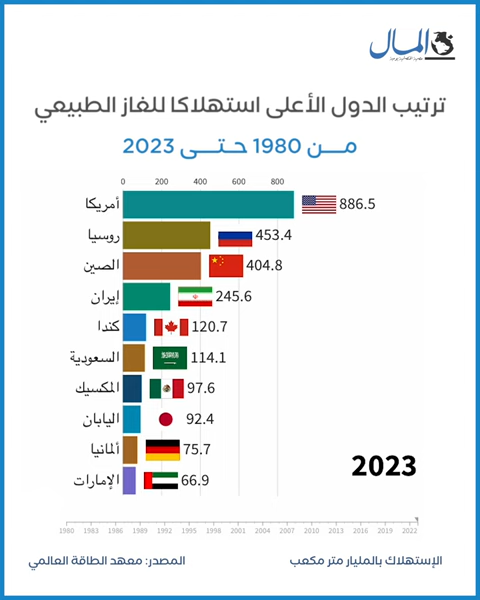 المال
ترتيب الدول الأعلى استهلاكا للغاز الطبيعي
مـــن 1980 حـتـــى 2023
0 200 400 600 800
أمريكا 886.5
روسيا 453.4
الصين 404.8
إيران 245.6
كندا 120.7
السعودية 114.1
المكسيك 97.6
اليابان 92.4
ألمانيا 75.7
الإمارات 66.9
2023
1980 1983 1986 1989 1992 1995 1998 2001 2004 2007 2010 2013 2016 2019 2022
الإستهلاك بالمليار متر مكعب
المصدر: معهد الطاقة العالمي